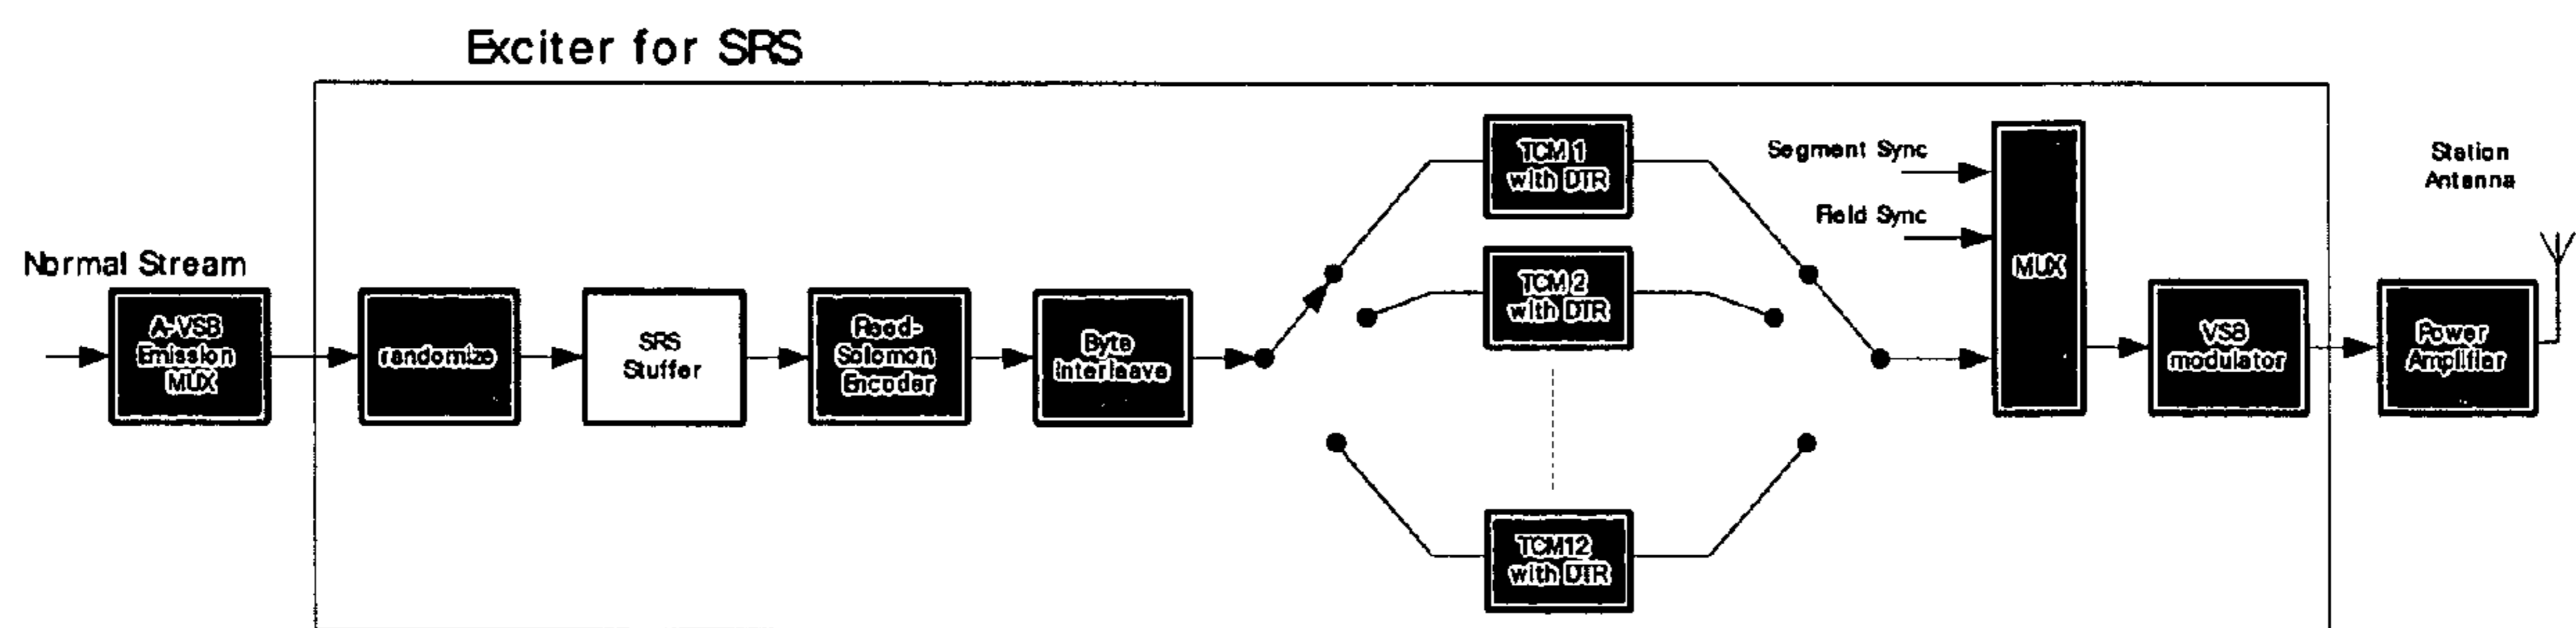 Exciter for SRS
Normal Stream
A-VSB
Emission
MUX
randomize
SRS
Stuffer
Reed-
Solomon
Encoder
Byte
Interleave
TCM 1
with DTR
TCM 2
with DTR
TCM12
with DTR
Segment Sync
Field Sync
MUX
VSB
modulator
Station
Antenna
Power
Amplifier